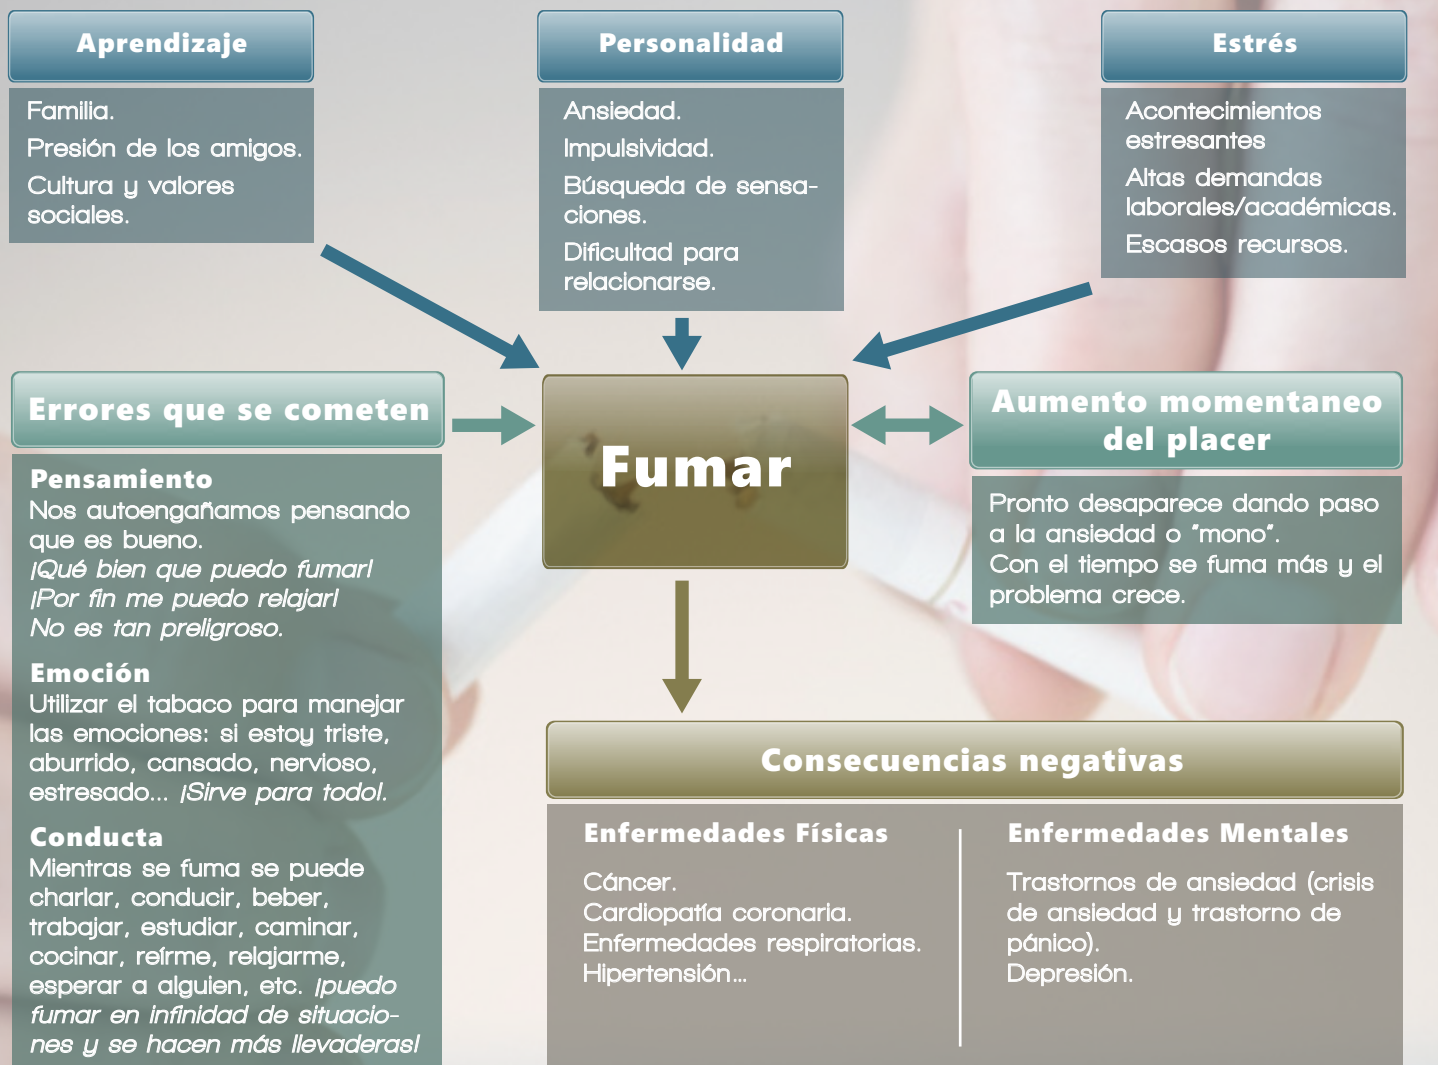 Aprendizaje
Familia.
Presión de los amigos.
Cultura y valores
sociales.
Personalidad
Ansiedad.
Impulsividad.
Búsqueda de sensa-
ciones.
Dificultad para
relacionarse.
Estrés
Acontecimientos
estresantes
Altas demandas
laborales/académicas.
Escasos recursos.
Errores que se cometen
Pensamiento
Nos autoengañamos pensando
que es bueno.
¡Qué bien que puedo fumar!
¡Por fin me puedo relajar!
No es tan preligroso.
Emoción
Utilizar el tabaco para manejar
las emociones: si estoy triste,
aburrido, cansado, nervioso,
estresado... ¡Sirve para todo!.
Conducta
Mientras se fuma se puede
charlar, conducir, beber,
trabajar, estudiar, caminar,
cocinar, reírme, relajarme,
esperar a alguien, etc. ¡puedo
fumar en infinidad de situacio-
nes y se hacen más llevaderas!
Fumar
Aumento momentaneo
del placer
Pronto desaparece dando paso
a la ansiedad o "mono".
Con el tiempo se fuma más y el
problema crece.
Consecuencias negativas
Enfermedades Físicas
Cáncer.
Cardiopatía coronaria.
Enfermedades respiratorias.
Hipertensión...
Enfermedades Mentales
Trastornos de ansiedad (crisis
de ansiedad y trastorno de
pánico).
Depresión.